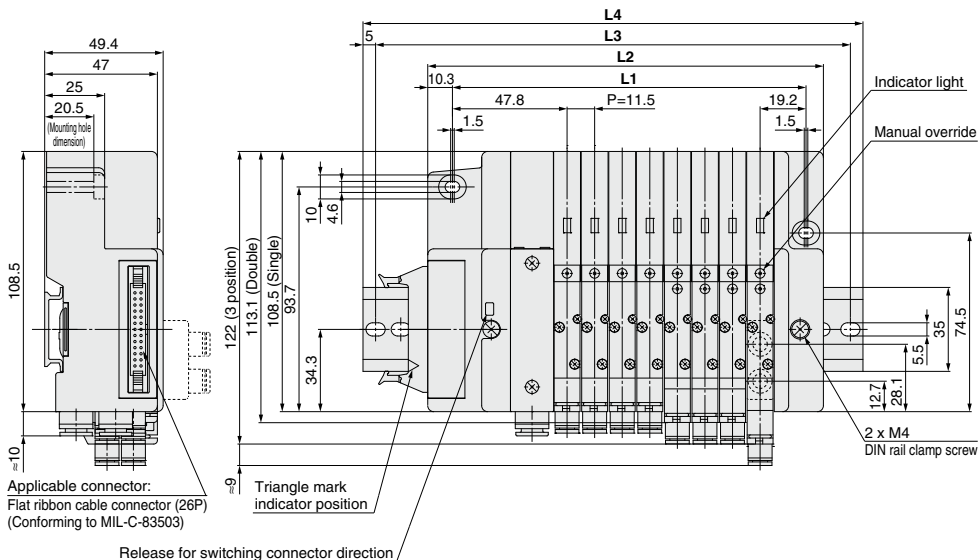 L4
5
L3
L2
10.3
L1
47.8
P=11.5
19.2
1.5
1.5
Indicator light
Manual override
49.4
47
25
20.5
(Mounting hole
dimension)
108.5
≈10
10
4.6
122 (3 position)
113.1 (Double)
108.5 (Single)
93.7
34.3
≈9
12.7
28.1
5.5
35
74.5
2 x M4
DIN rail clamp screw
Applicable connector:
Flat ribbon cable connector (26P)
(Conforming to MIL-C-83503)
Triangle mark
indicator position
Release for switching connector direction